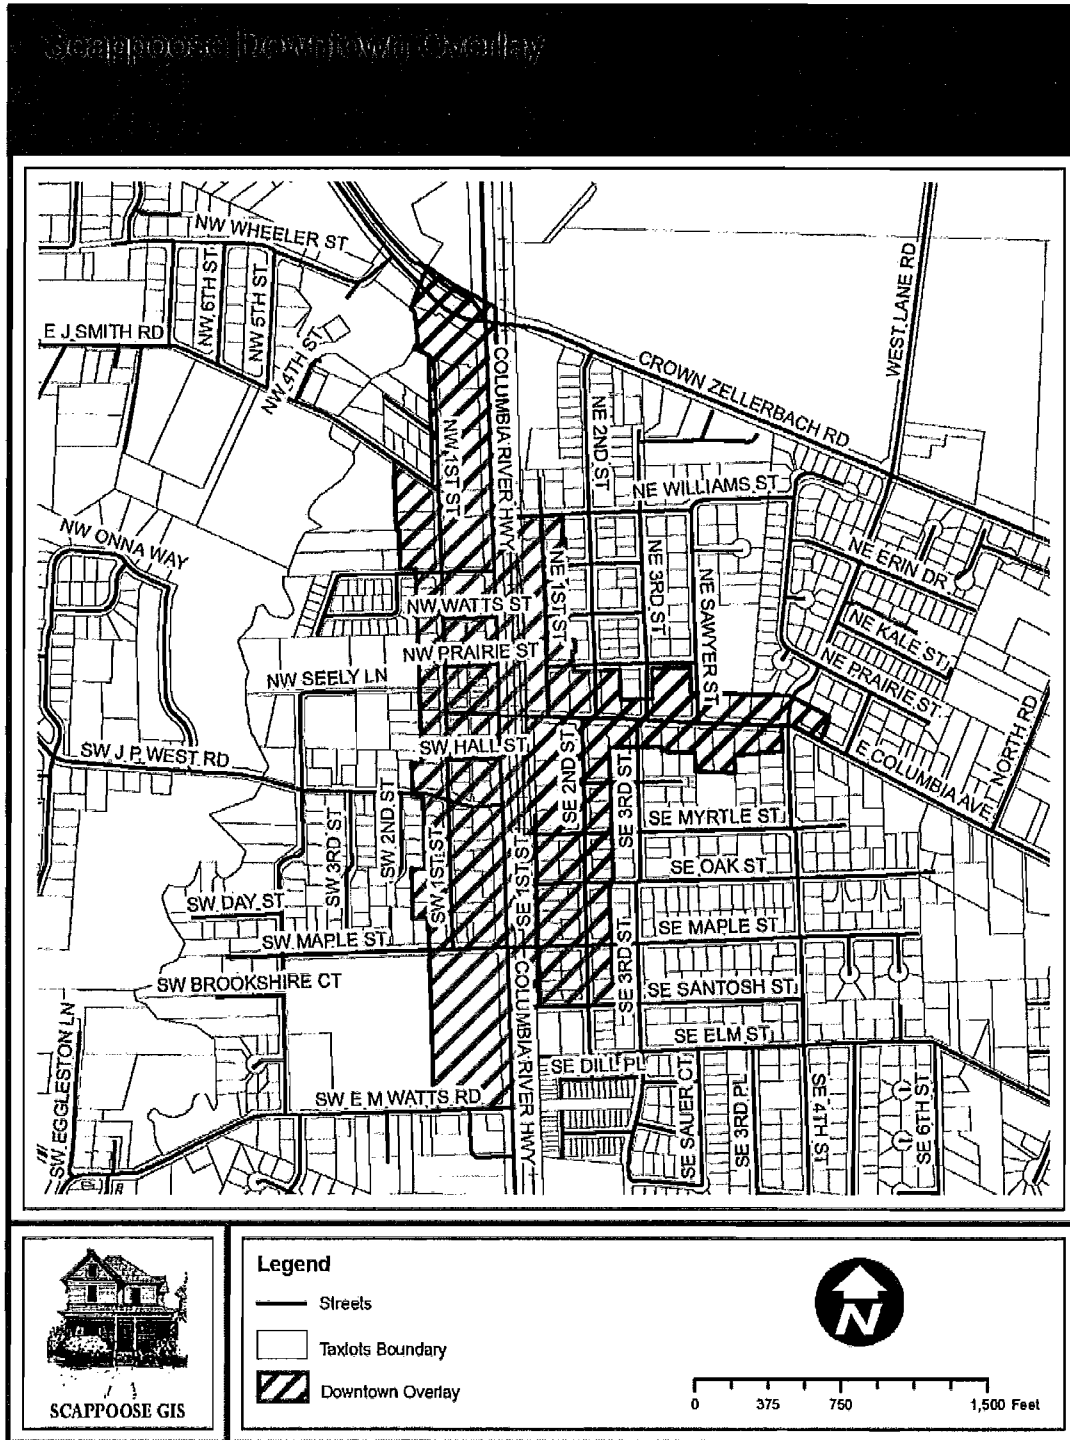 Scappoose Downtown Overlay
NW WHEELER ST
NW 6TH ST
NW 5TH ST
E J SMITH RD
NW 4TH ST
WEST LANE RD
CROWN ZELLERBACH RD
COLUMBIA RIVER HWY
NE 2ND ST
NW 1ST ST
NE WILLIAMS ST
NW ONNA WAY
NE 1ST ST
NE 3RD ST
NE ERIN DR
NE SAWYER ST
NW WATTS ST
NE KALE ST
NW PRAIRIE ST
NE PRAIRIE ST
NW SEELY LN
NORTH RD
SW J P WEST RD
SW HALL ST
SE 2ND ST
E COLUMBIA AVE
SE 3RD ST
SW 2ND ST
SW 3RD ST
SE MYRTLE ST
SW 1ST ST
SE 1ST ST
SE OAK ST
SW DAY ST
SW MAPLE ST
SE MAPLE ST
SE 3RD ST
SW BROOKSHIRE CT
SE SANTOSH ST
COLUMBIA RIVER HWY
SW EGGLESTON LN
SE ELM ST
SE DILL PL
SW E M WATTS RD
SE SAUER CT
SE 3RD PL
SE 4TH ST
SE 6TH ST
Legend
Streets
Taxlots Boundary
Downtown Overlay
N
0 375 750 1,500 Feet
SCAPPOOSE GIS